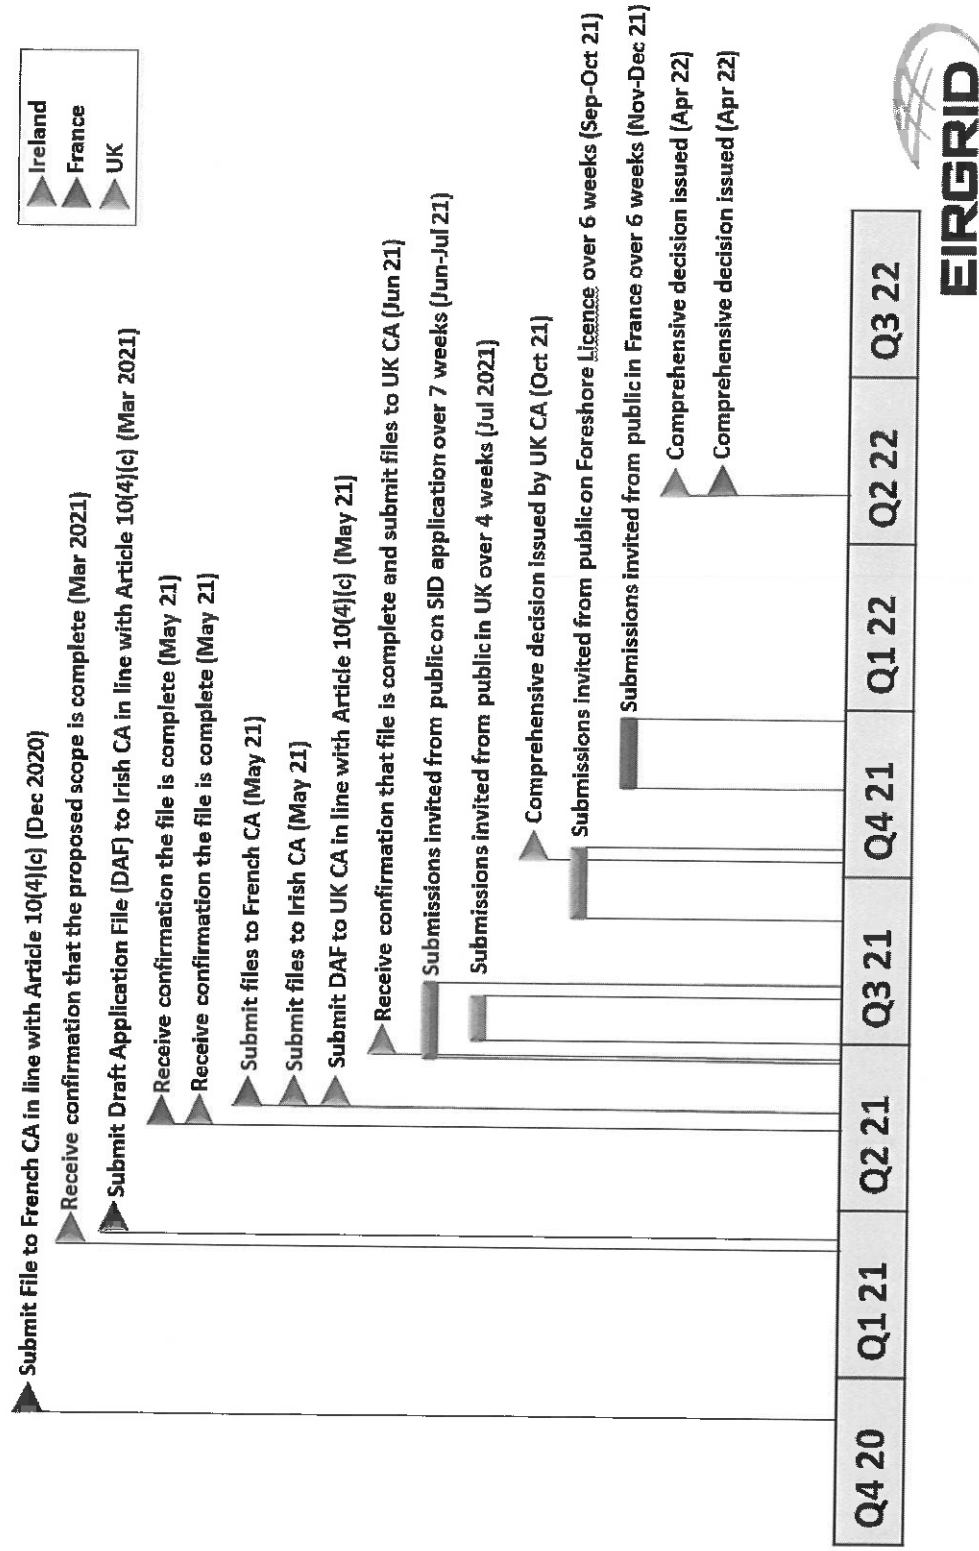 Ireland
France
UK
Submit File to French CA in line with Article 10(4)(c) (Dec 2020)
Receive confirmation that the proposed scope is complete (Mar 2021)
Submit Draft Application File (DAF) to Irish CA in line with Article 10(4)(c) (Mar 2021)
Receive confirmation the file is complete (May 21)
Receive confirmation the file is complete (May 21)
Submit files to French CA (May 21)
Submit files to Irish CA (May 21)
Submit DAF to UK CA in line with Article 10(4)(c) (May 21)
Receive confirmation that file is complete and submit files to UK CA (Jun 21)
Submissions invited from public on SID application over 7 weeks (Jun-Jul 21)
Submissions invited from public in UK over 4 weeks (Jul 2021)
Comprehensive decision issued by UK CA (Oct 21)
Submissions invited from public on Foreshore Licence over 6 weeks (Sep-Oct 21)
Submissions invited from public in France over 6 weeks (Nov-Dec 21)
Comprehensive decision issued (Apr 22)
Comprehensive decision issued (Apr 22)
Q4 20
Q1 21
Q2 21
Q3 21
Q4 21
Q1 22
Q2 22
Q3 22
EIRGRID